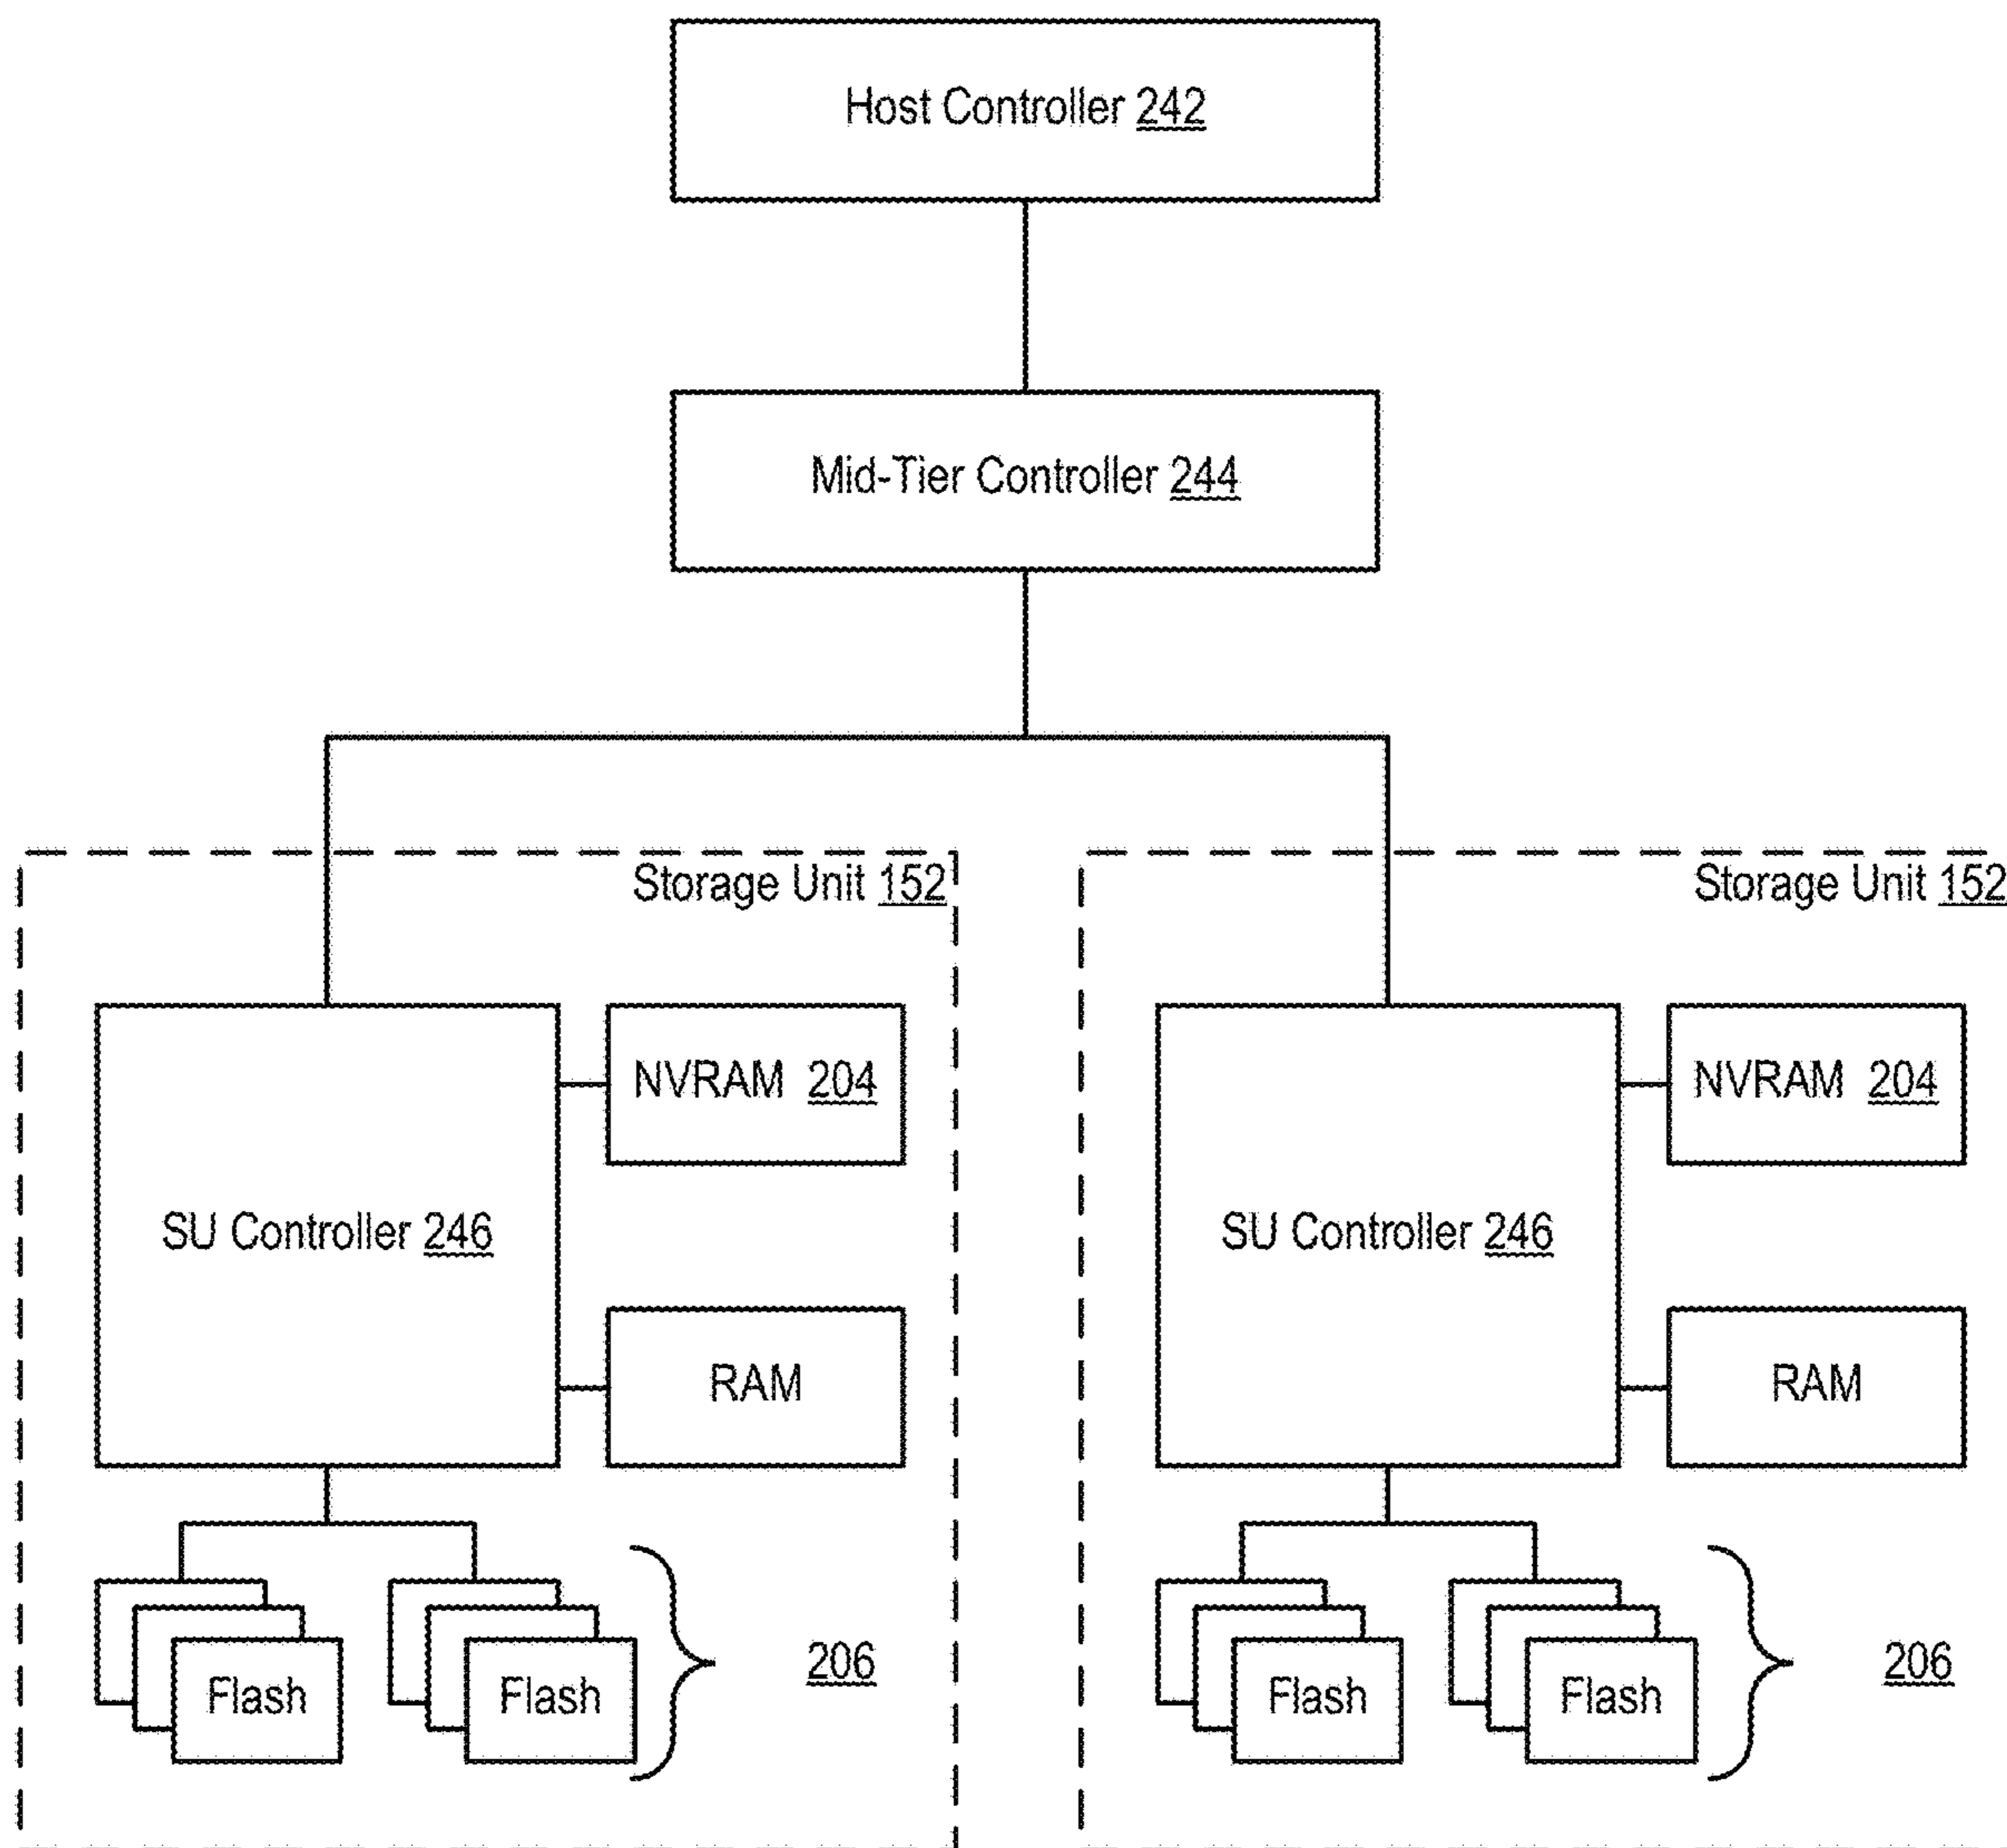 Host Controller 242
Mid-Tier Controller 244
Storage Unit 152
Storage Unit 152
NVRAM 204
NVRAM 204
SU Controller 246
SU Controller 246
RAM
RAM
Flash
Flash
206
Flash
Flash
206